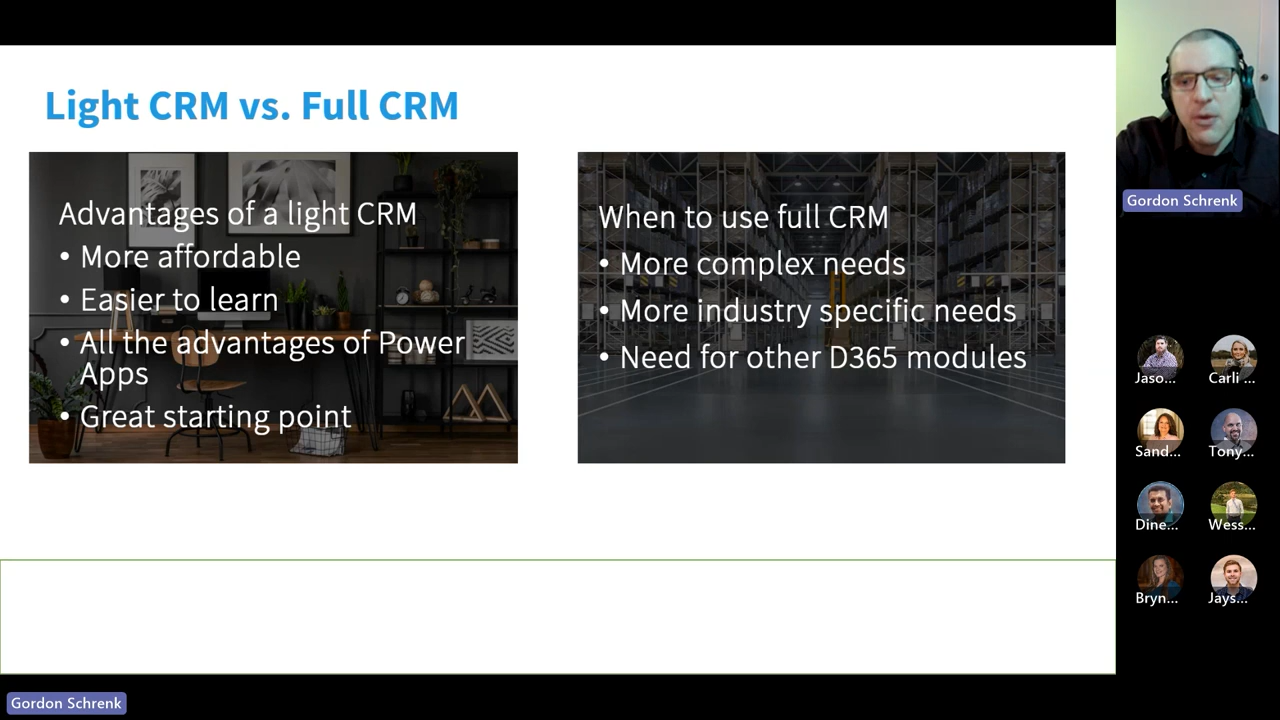 Light CRM vs. Full CRM
Advantages of a light CRM
• More affordable
• Easier to learn
• All the advantages of Power
Apps
• Great starting point
When to use full CRM
• More complex needs
• More industry specific needs
• Need for other D365 modules
Gordon Schrenk
Jaso...
Carli ...
Sand...
Tony...
Dine...
Wess...
Bryn...
Jays...
Gordon Schrenk